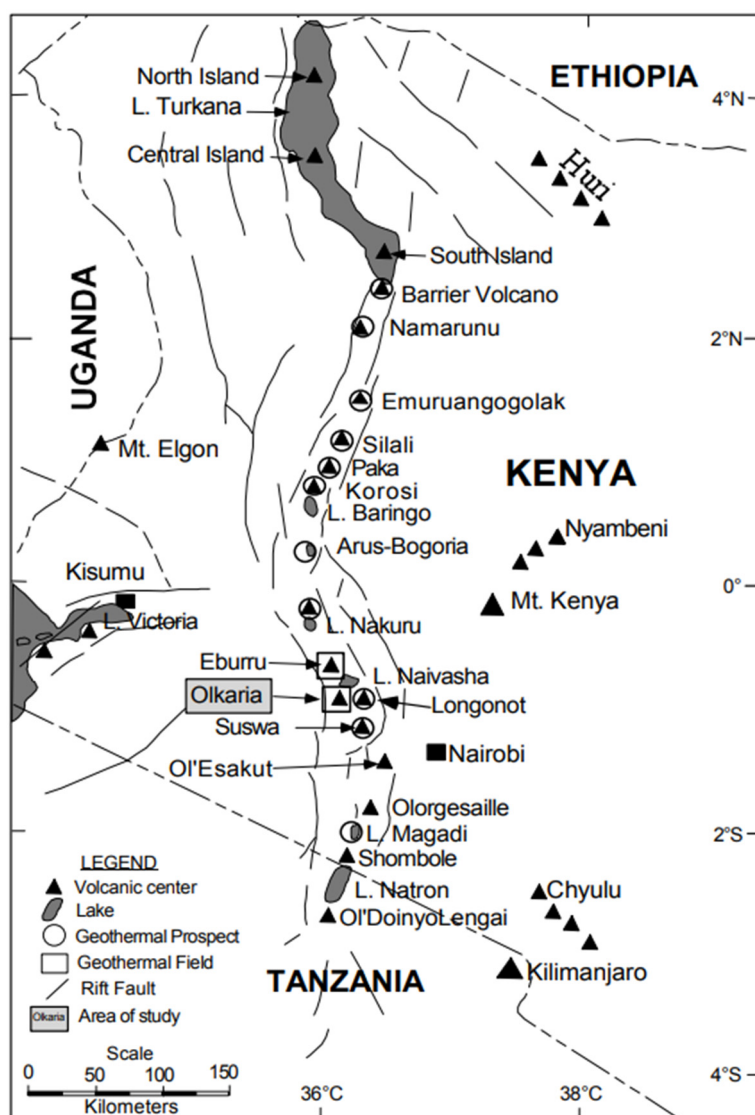 ETHIOPIA
4°N
North Island
L. Turkana
Central Island
Huri
South Island
Barrier Volcano
Namarunu
2°N
UGANDA
Emuruangogolak
Mt. Elgon
Silali
Paka
Korosi
KENYA
L. Baringo
Nyambeni
Arus-Bogoria
Kisumu
0°
Mt. Kenya
L. Victoria
L. Nakuru
Eburru
L. Naivasha
Olkaria
Longonot
Suswa
Nairobi
Ol'Esakut
Olorgesaille
L. Magadi
2°S
Shombole
LEGEND
Volcanic center
Lake
Geothermal Prospect
Geothermal Field
Rift Fault
Olkaria
Area of study
L. Natron
Chyulu
Ol'DoinyoLengai
TANZANIA
Kilimanjaro
Scale
0 50 100 150
Kilometers
4°S
36°C
38°C